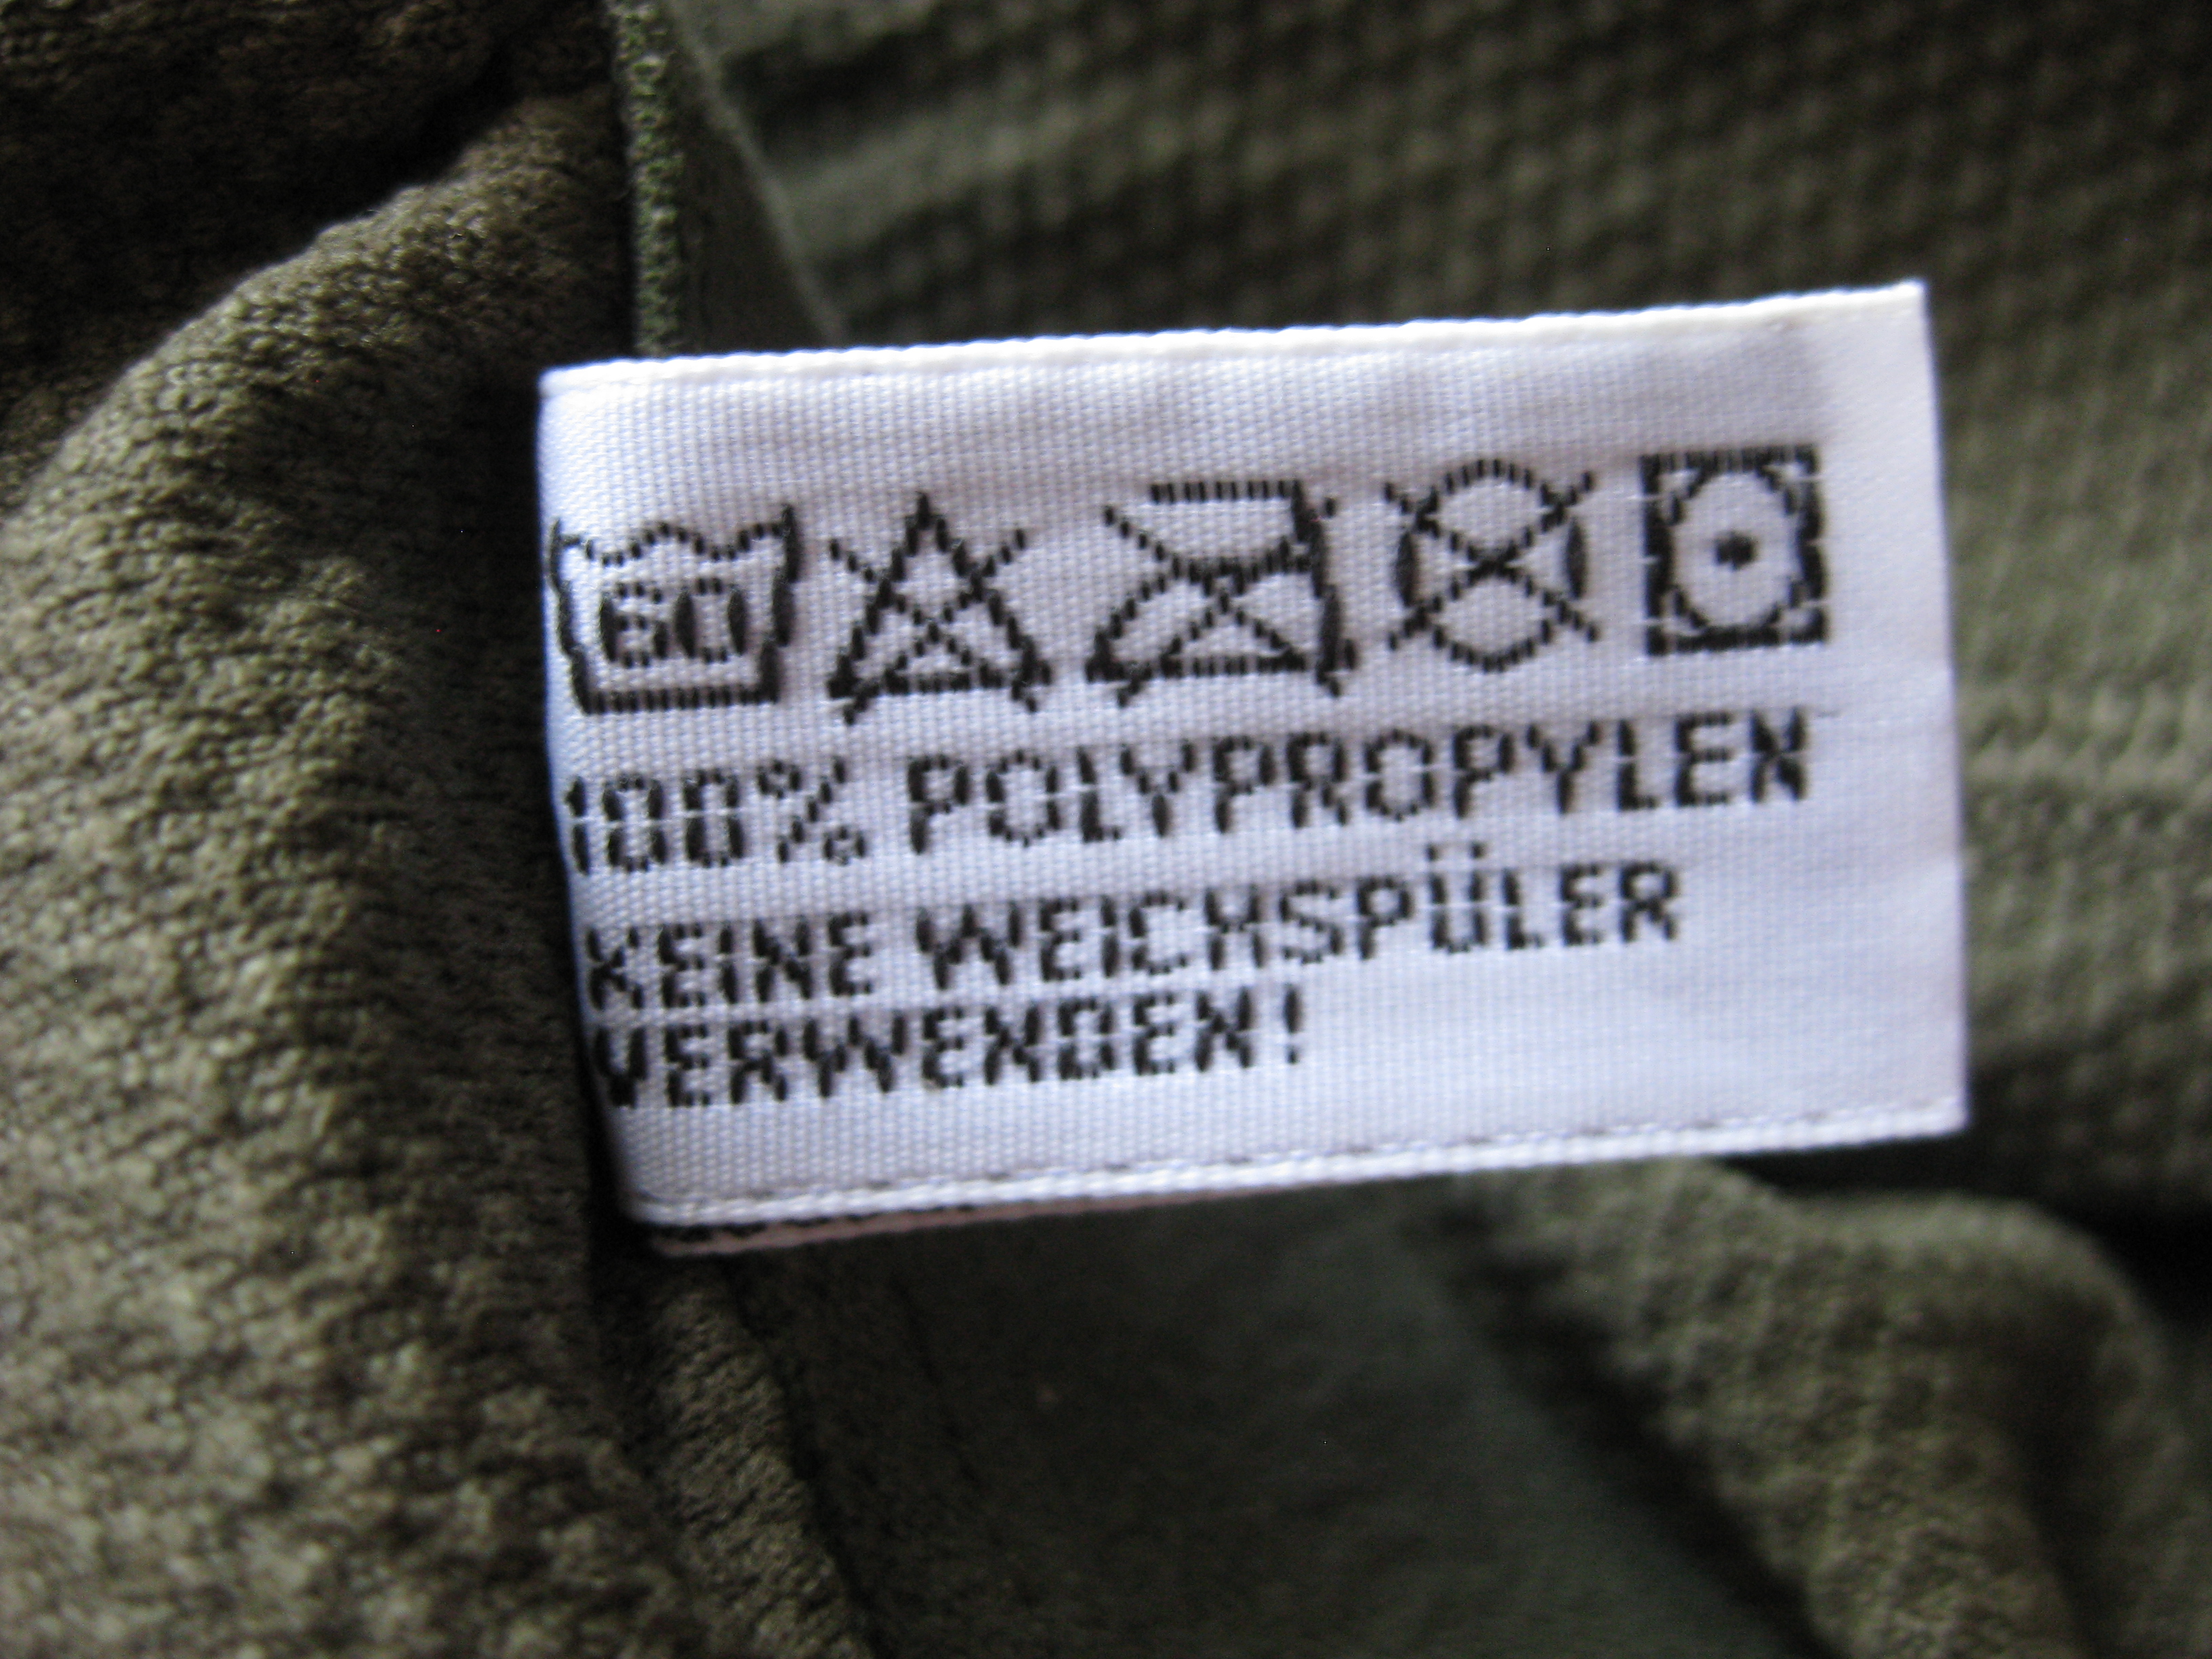 60
100% POLYPROPYLEN
KEINE WEICHSPÜLER
VERWENDEN!